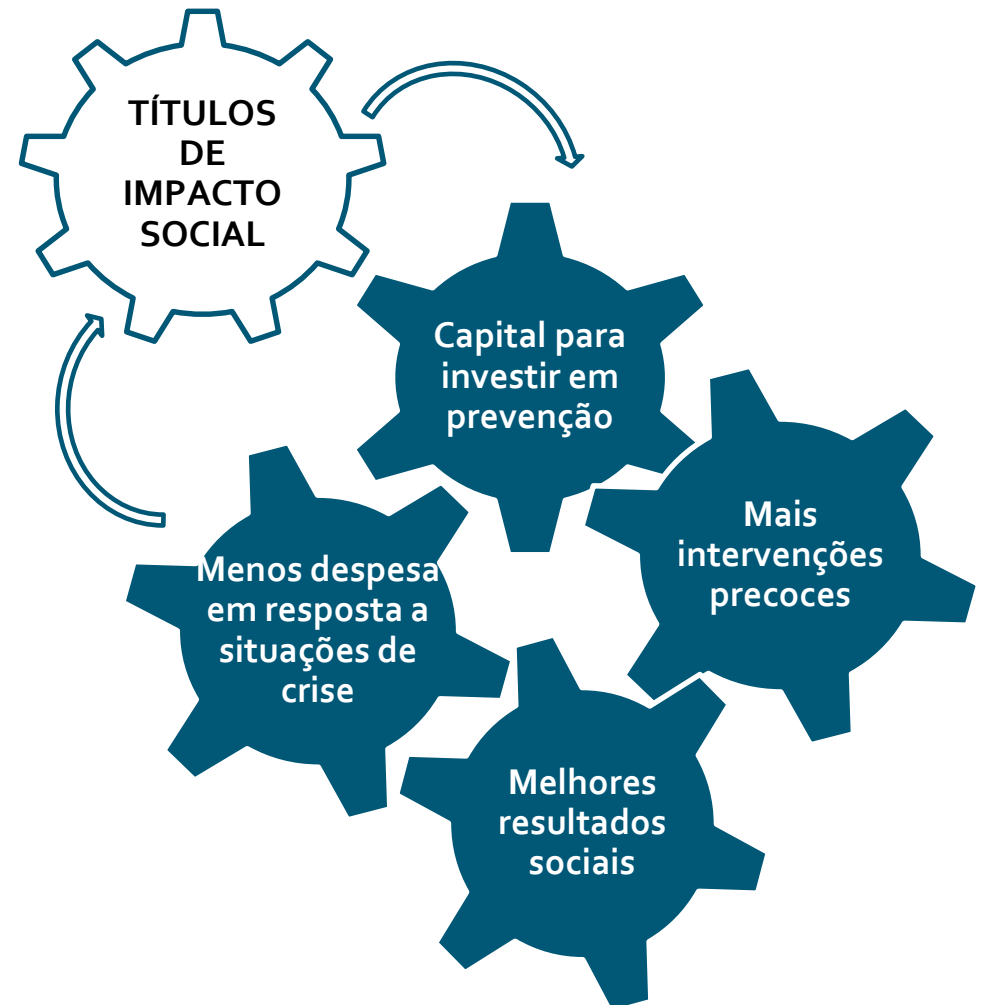 TÍTULOS
DE
IMPACTO
SOCIAL
Capital para
investir em
prevenção
Mais
intervenções
precoces
Melhores
resultados
sociais
Menos despesa
em resposta a
situações de
crise